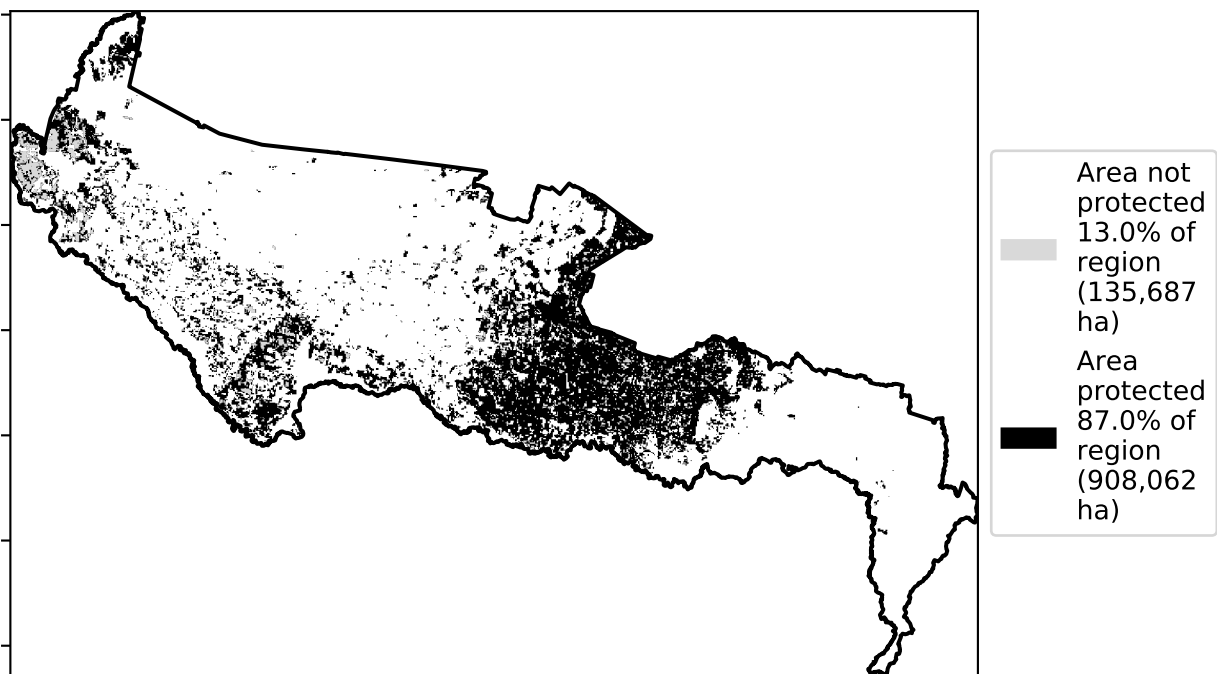 Area not
protected
13.0% of
region
(135,687
ha)
Area
protected
87.0% of
region
(908,062
ha)